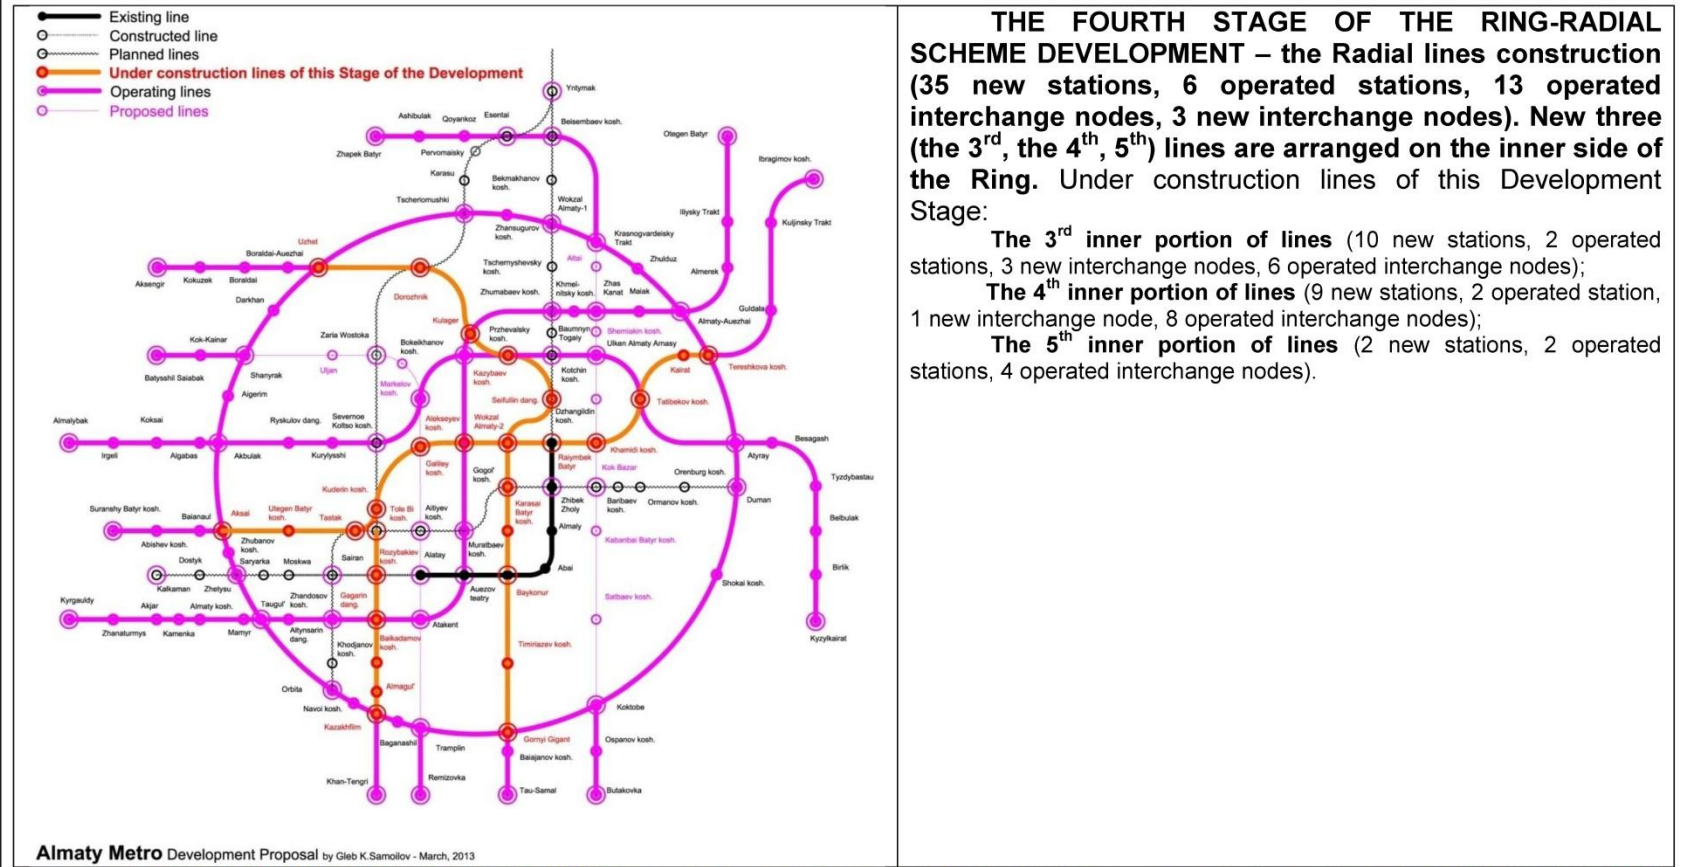 Existing line
Constructed line
Planned lines
Under construction lines of this Stage of the Development
Operating lines
Proposed lines
Yntymak
Ashibulak
Qoyankoz
Esentai
Beisembaev kosh.
Zhapek Batyr
Pervomaisky
Otegen Batyr
Ibragimov kosh.
Karasu
Bekmakhanov
kosh.
Tscheriomushki
Wokzal
Almaty-1
Zhansugurov
kosh.
Illysky Trakt
Kuljinsky Trakt
Uzhet
Krasnogvardeisky
Trakt
Boraldai-Auezhai
Aksengir
Kokuzek
Boraldai
Tschernyshevsky
kosh.
Altai
Zhulduz
Almerek
Darkhan
Dorozhnik
Zhumabaev kosh.
Khmel-
nitsky kosh.
Zhas
Kanat
Maiak
Guldala
Almaty-Auezhai
Kulager
Kok-Kainar
Zaria Wostoka
Bokeikhanov
kosh.
Przhevalsky
kosh.
Baumnyn
Togaly
Shemiakin kosh.
Ulken Almaty Arnasy
Batysshil Saiabak
Shanyrak
Uljan
Markelov
kosh.
Kazybaev
kosh.
Kotchin
kosh.
Kairat
Tereshkova kosh.
Aigerim
Seifullin dang.
Tatibekov kosh.
Almalybak
Koksai
Ryskulov dang.
Severnoe
Koltso kosh.
Alekseyev
kosh.
Wokzal
Almaty-2
Dzhangildin
kosh.
Irgeli
Algabas
Akbulak
Kurylysshi
Galiley
kosh.
Gogol'
kosh.
Raiymbek
Batyr
Khamidi kosh.
Kok Bazar
Orenburg kosh.
Atyray
Besagash
Tyzdybastau
Kuderin kosh.
Suranshy Batyr kosh.
Baianaul
Aksai
Utegen Batyr
kosh.
Tastak
Tole Bi
kosh.
Aitiyev
kosh.
Karasai
Batyr
kosh.
Zhibek
Zholy
Baribaev
kosh.
Ormanov kosh.
Duman
Belbulak
Abishev kosh.
Zhubanov
kosh.
Almaly
Kabanbai Batyr kosh.
Dostyk
Saryarka
Moskwa
Sairan
Rozybakiev
kosh.
Alatay
Muratbaev
kosh.
Abai
Birlik
Kalkaman
Zhetysu
Auezov
teatry
Baykonur
Shokai kosh.
Kyrgauldy
Akjar
Almaty kosh.
Taugul'
Zhandosov
kosh.
Gagarin
dang.
Satbaev kosh.
Zhanaturmys
Kamenka
Mamyr
Altynsarin
dang.
Atakent
Kyzylkairat
Khodjanov
kosh.
Baikadamov
kosh.
Timiriazev kosh.
Orbita
Almagul'
Navoi kosh.
Koktobe
Kazakhfilm
Baganashil
Tramplin
Gornyi Gigant
Ospanov kosh.
Baiajanov kosh.
Khan-Tengri
Remizovka
Tau-Samal
Butakovka
Almaty Metro Development Proposal by Gleb K.Samoilov - March, 2013
THE FOURTH STAGE OF THE RING-RADIAL
SCHEME DEVELOPMENT – the Radial lines construction
(35 new stations, 6 operated stations, 13 operated
interchange nodes, 3 new interchange nodes). New three
(the 3rd, the 4th, 5th) lines are arranged on the inner side of
the Ring. Under construction lines of this Development
Stage:
The 3rd inner portion of lines (10 new stations, 2 operated
stations, 3 new interchange nodes, 6 operated interchange nodes);
The 4th inner portion of lines (9 new stations, 2 operated station,
1 new interchange node, 8 operated interchange nodes);
The 5th inner portion of lines (2 new stations, 2 operated
stations, 4 operated interchange nodes).